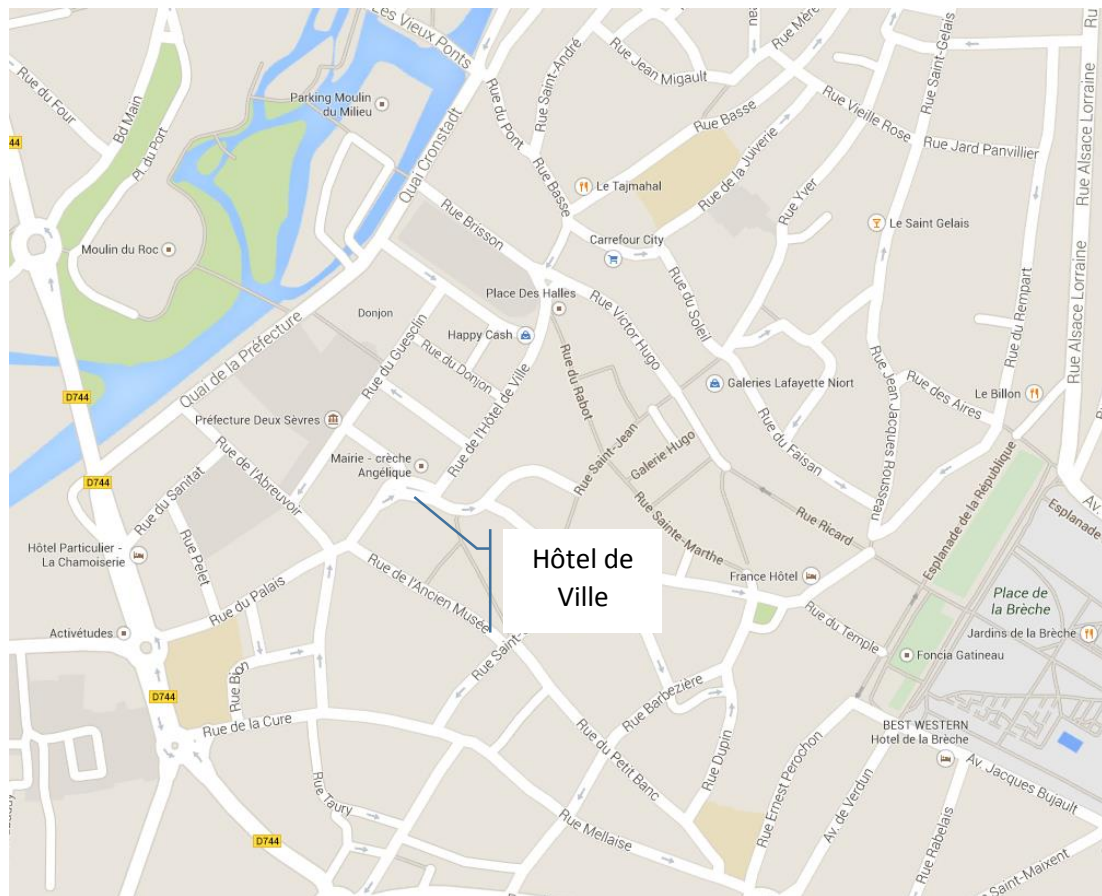 Les Vieux Ponts
Rue du Four
Bd Main
Pl. du Port
Parking Moulin
du Milieu
Quai Cronstadt
Rue Saint-André
Rue Jean Migault
Rue du Pont
Rue Basse
Rue Basse
Rue Vieille Rose
Rue Jard Panvillier
Rue Saint-Gelais
Rue Alsace Lorraine
Rue Alsace Lorraine
44
Le Tajmahal
Rue de la Juiverie
Rue Yver
Le Saint Gelais
Rue Brisson
Carrefour City
Moulin du Roc
Place Des Halles
Rue Victor Hugo
Rue du Soleil
Rue du Rempart
Donjon
Happy Cash
Rue du Guesclin
Rue du Donjon
Rue de l'Hôtel de Ville
Rue du Rabot
Quai de la Préfecture
Galeries Lafayette Niort
Rue Jean Jacques Rousseau
Rue des Aires
Le Billon
D744
Préfecture Deux Sèvres
Rue Saint-Jean
Galerie Hugo
Rue du Faisan
Mairie - crèche
Angélique
Rue de l'Abreuvoir
Rue du Sanitat
D744
Rue Sainte-Marthe
Rue Ricard
Esplanade de la République
Esplanade
Av.
Hôtel Particulier -
La Chamoiserie
Rue Pelet
Hôtel de
Ville
France Hôtel
Rue du Palais
Rue de l'Ancien Musée
Place de
la Brèche
Jardins de la Brèche
Activétudes
Rue du Temple
Foncia Gatineau
D744
Rue Brion
Rue Barbezière
Rue de la Cure
BEST WESTERN
Hotel de la Brèche
Rue du Petit Banc
Rue Dupin
Rue Ernest Perochon
Av. de Verdun
Av. Jacques Bujault
Rue Taury
Rue Mellaise
D744
Rue Rabelais